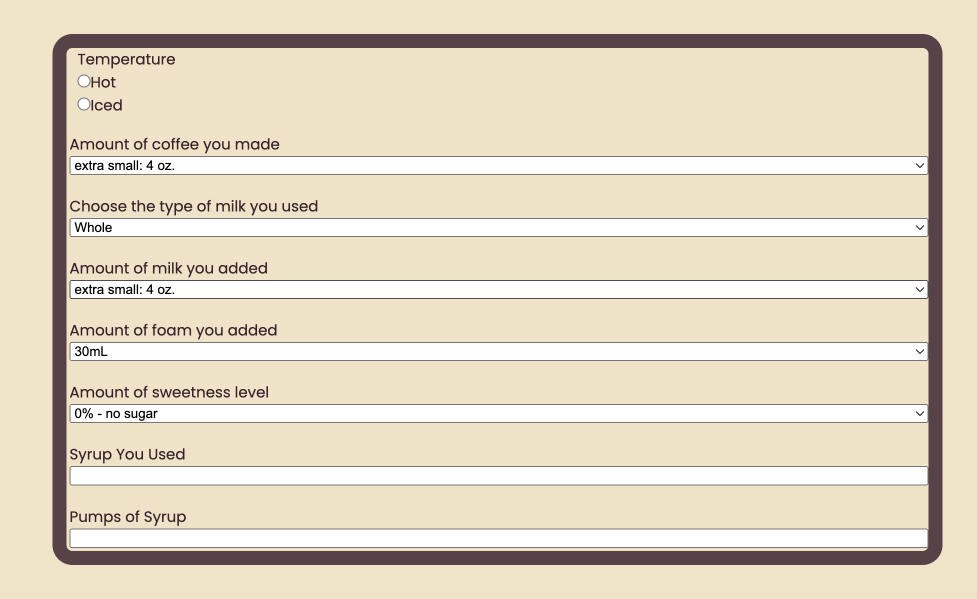 Temperature
Hot
Iced
Amount of coffee you made
extra small: 4 oz.
Choose the type of milk you used
Whole
Amount of milk you added
extra small: 4 oz.
Amount of foam you added
30mL
Amount of sweetness level
0% - no sugar
Syrup You Used
Pumps of Syrup